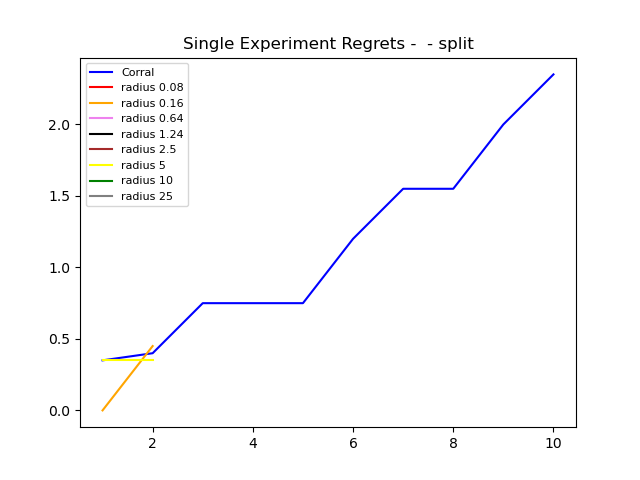 Single Experiment Regrets -  - split
Corral
radius 0.08
radius 0.16
radius 0.64
radius 1.24
radius 2.5
radius 5
radius 10
radius 25
2.0
1.5
1.0
0.5
0.0
2 4 6 8 10